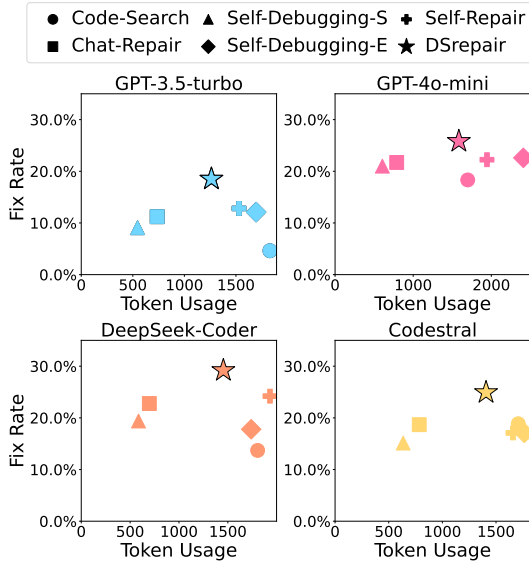 Code-Search Self-Debugging-S Self-Repair
Chat-Repair Self-Debugging-E DSrepair
GPT-3.5-turbo
Fix Rate
30.0%
20.0%
10.0%
0.0%
0 500 1000 1500
Token Usage
GPT-4o-mini
30.0%
20.0%
10.0%
0.0%
0 1000 2000
Token Usage
DeepSeek-Coder
Fix Rate
30.0%
20.0%
10.0%
0.0%
0 500 1000 1500
Token Usage
Codestral
30.0%
20.0%
10.0%
0.0%
0 500 1000 1500
Token Usage